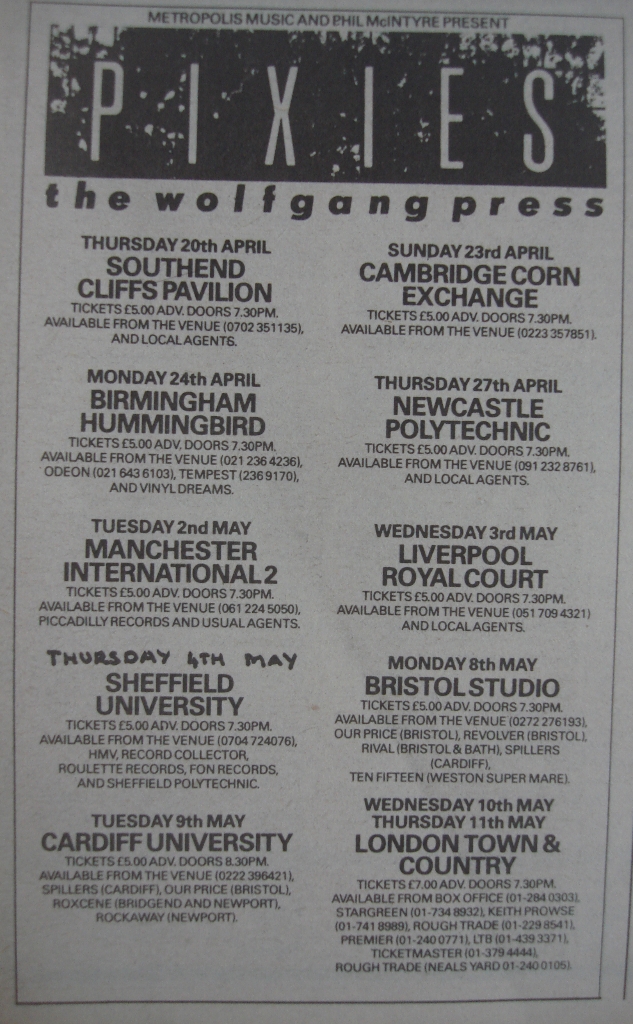 METROPOLIS MUSIC AND PHIL McINTYRE PRESENT
PIXIES
the wolfgang press
THURSDAY 20th APRIL
SOUTHEND
CLIFFS PAVILION
TICKETS £5.00 ADV. DOORS 7.30PM.
AVAILABLE FROM THE VENUE (0702 351135),
AND LOCAL AGENTS.
SUNDAY 23rd APRIL
CAMBRIDGE CORN
EXCHANGE
TICKETS £5.00 ADV. DOORS 7.30PM.
AVAILABLE FROM THE VENUE (0223 357851).
MONDAY 24th APRIL
BIRMINGHAM
HUMMINGBIRD
TICKETS £5.00 ADV. DOORS 7.30PM.
AVAILABLE FROM THE VENUE (021 236 4236),
ODEON (021 643 6103), TEMPEST (236 9170),
AND VINYL DREAMS.
THURSDAY 27th APRIL
NEWCASTLE
POLYTECHNIC
TICKETS £5.00 ADV. DOORS 7.30PM.
AVAILABLE FROM THE VENUE (091 232 8761),
AND LOCAL AGENTS.
TUESDAY 2nd MAY
MANCHESTER
INTERNATIONAL 2
TICKETS £5.00 ADV. DOORS 7.30PM.
AVAILABLE FROM THE VENUE (061 224 5050),
PICCADILLY RECORDS AND USUAL AGENTS.
WEDNESDAY 3rd MAY
LIVERPOOL
ROYAL COURT
TICKETS £5.00 ADV. DOORS 7.30PM.
AVAILABLE FROM THE VENUE (051 709 4321)
AND LOCAL AGENTS.
THURSDAY 4TH MAY
SHEFFIELD
UNIVERSITY
TICKETS £5.00 ADV. DOORS 7.30PM.
AVAILABLE FROM THE VENUE (0704 724076),
HMV, RECORD COLLECTOR,
ROULETTE RECORDS, FON RECORDS,
AND SHEFFIELD POLYTECHNIC.
MONDAY 8th MAY
BRISTOL STUDIO
TICKETS £5.00 ADV. DOORS 7.30PM.
AVAILABLE FROM THE VENUE (0272 276193),
OUR PRICE (BRISTOL), REVOLVER (BRISTOL),
RIVAL (BRISTOL & BATH), SPILLERS
(CARDIFF),
TEN FIFTEEN (WESTON SUPER MARE).
TUESDAY 9th MAY
CARDIFF UNIVERSITY
TICKETS £5.00 ADV. DOORS 8.30PM.
AVAILABLE FROM THE VENUE (0222 396421),
SPILLERS (CARDIFF), OUR PRICE (BRISTOL),
ROXCENE (BRIDGEND AND NEWPORT),
ROCKAWAY (NEWPORT).
WEDNESDAY 10th MAY
THURSDAY 11th MAY
LONDON TOWN &
COUNTRY
TICKETS £7.00 ADV. DOORS 7.30PM.
AVAILABLE FROM BOX OFFICE (01-284 0303),
STARGREEN (01-734 8932), KEITH PROWSE
(01-741 8989), ROUGH TRADE (01-229 8541),
PREMIER (01-240 0771), LTB (01-439 3371),
TICKETMASTER (01-379 4444),
ROUGH TRADE (NEALS YARD 01-240 0105).